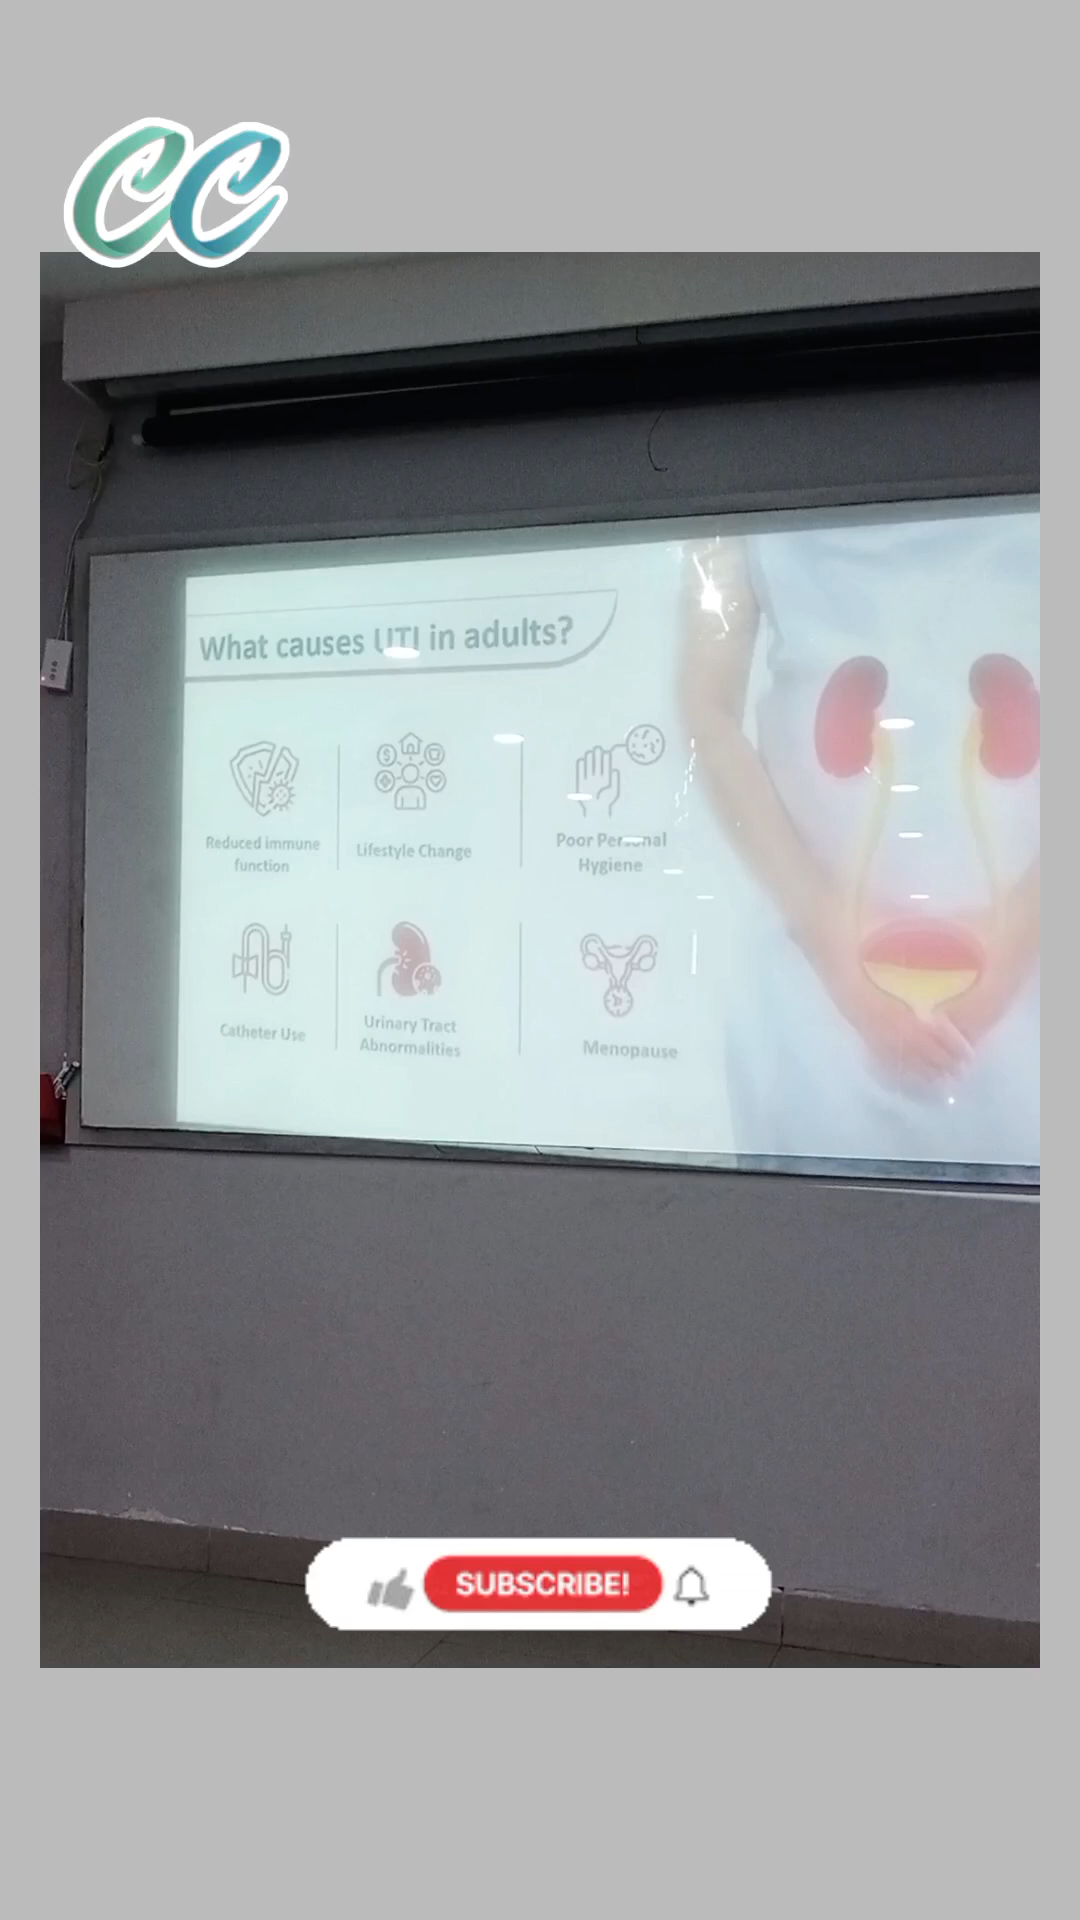 CC
What causes UTI in adults?
Reduced immune
function
Lifestyle Change
Poor Personal
Hygiene
Catheter Use
Urinary Tract
Abnormalities
Menopause
SUBSCRIBE!